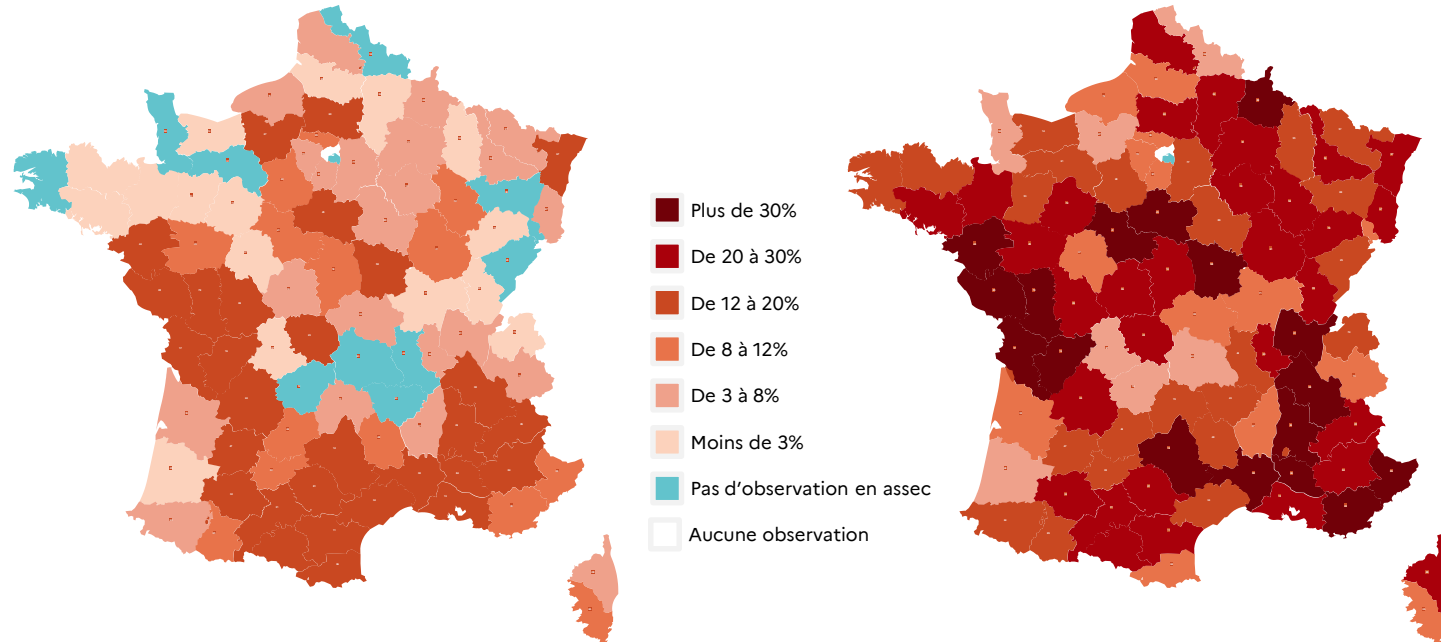 Plus de 30%
De 20 à 30%
De 12 à 20%
De 8 à 12%
De 3 à 8%
Moins de 3%
Pas d’observation en assec
Aucune observation